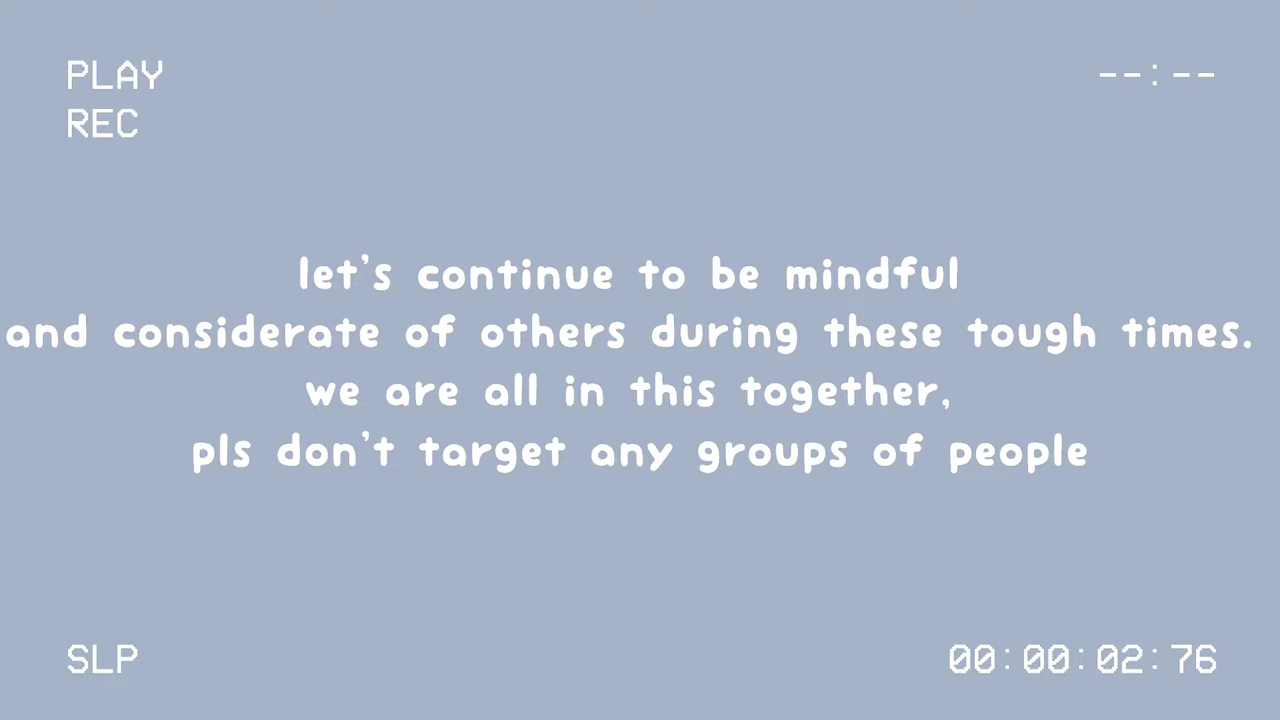 PLAY
--:--
REC
let's continue to be mindful
and considerate of others during these tough times.
we are all in this together,
pls don't target any groups of people
SLP
00:00:02:76